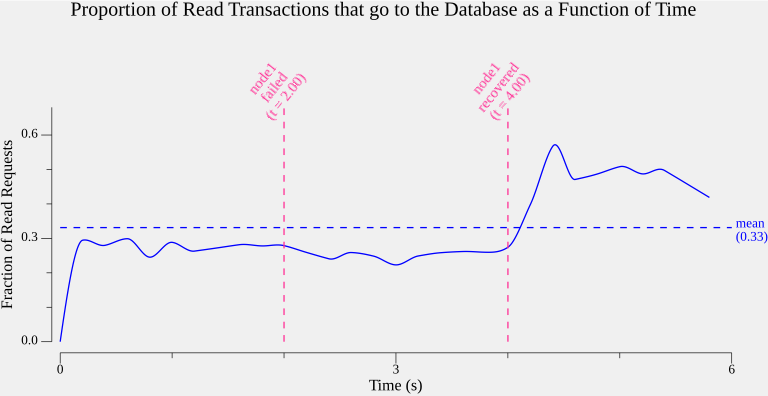 Proportion of Read Transactions that go to the Database as a Function of Time
node1
failed
(t = 2.00)
node1
recovered
(t = 4.00)
Fraction of Read Requests
0.6
0.3
0.0
mean
(0.33)
0
3
6
Time (s)